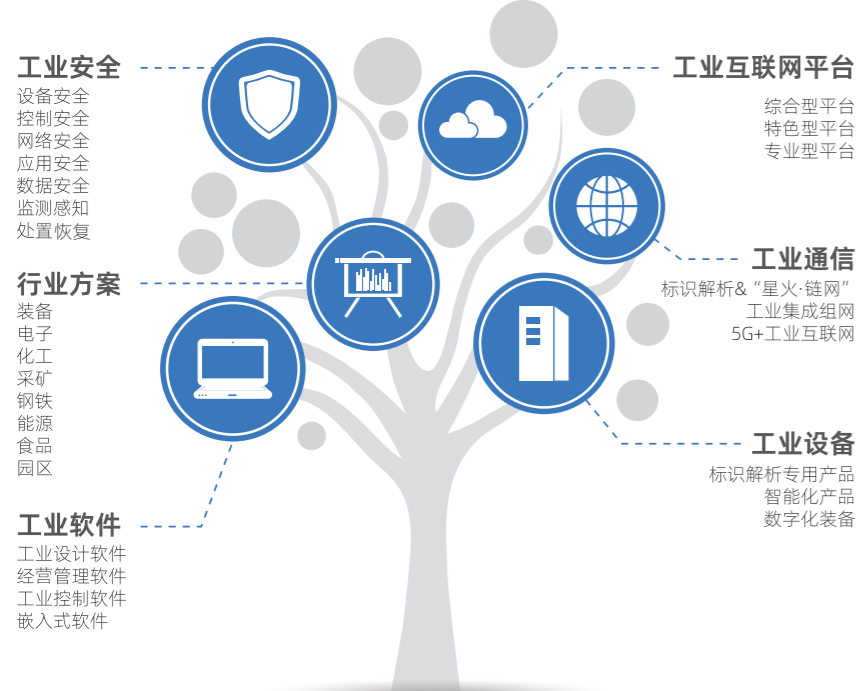 工业安全
设备安全
控制安全
网络安全
应用安全
数据安全
监测感知
处置恢复
行业方案
装备
电子
化工
采矿
钢铁
能源
食品
园区
工业软件
工业设计软件
经营管理软件
工业控制软件
嵌入式软件
工业互联网平台
综合型平台
特色型平台
专业型平台
工业通信
标识解析&“星火·链网”
工业集成组网
5G+工业互联网
工业设备
标识解析专用产品
智能化产品
数字化装备